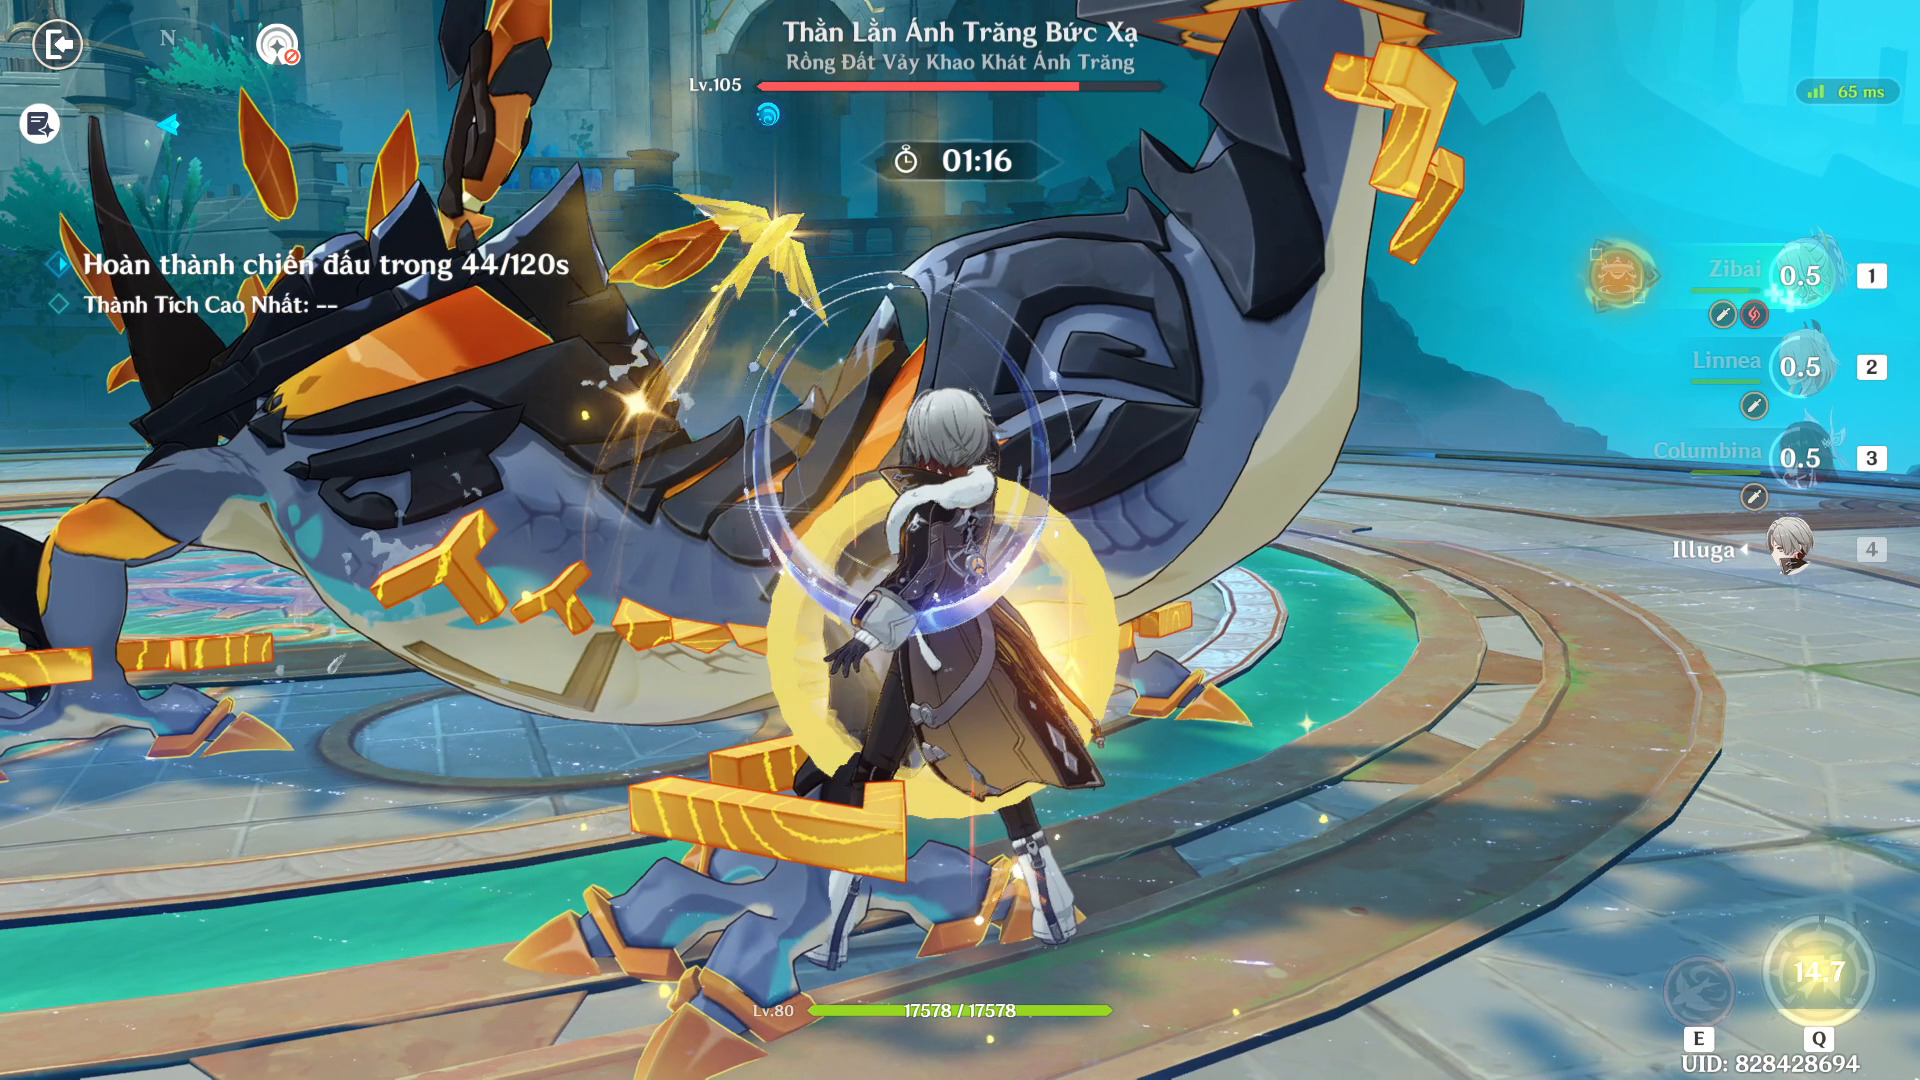 N
Thằn Lằn Ánh Trăng Bức Xạ
Rồng Đất Vảy Khao Khát Ánh Trăng
Lv.105
65 ms
01:16
Hoàn thành chiến đấu trong 44/120s
Thành Tích Cao Nhất: --
Zibai
0.5
1
Linnea
0.5
2
Columbina
0.5
3
Illuga
4
14.7
Lv.80
17578 / 17578
E
Q
UID: 828428694